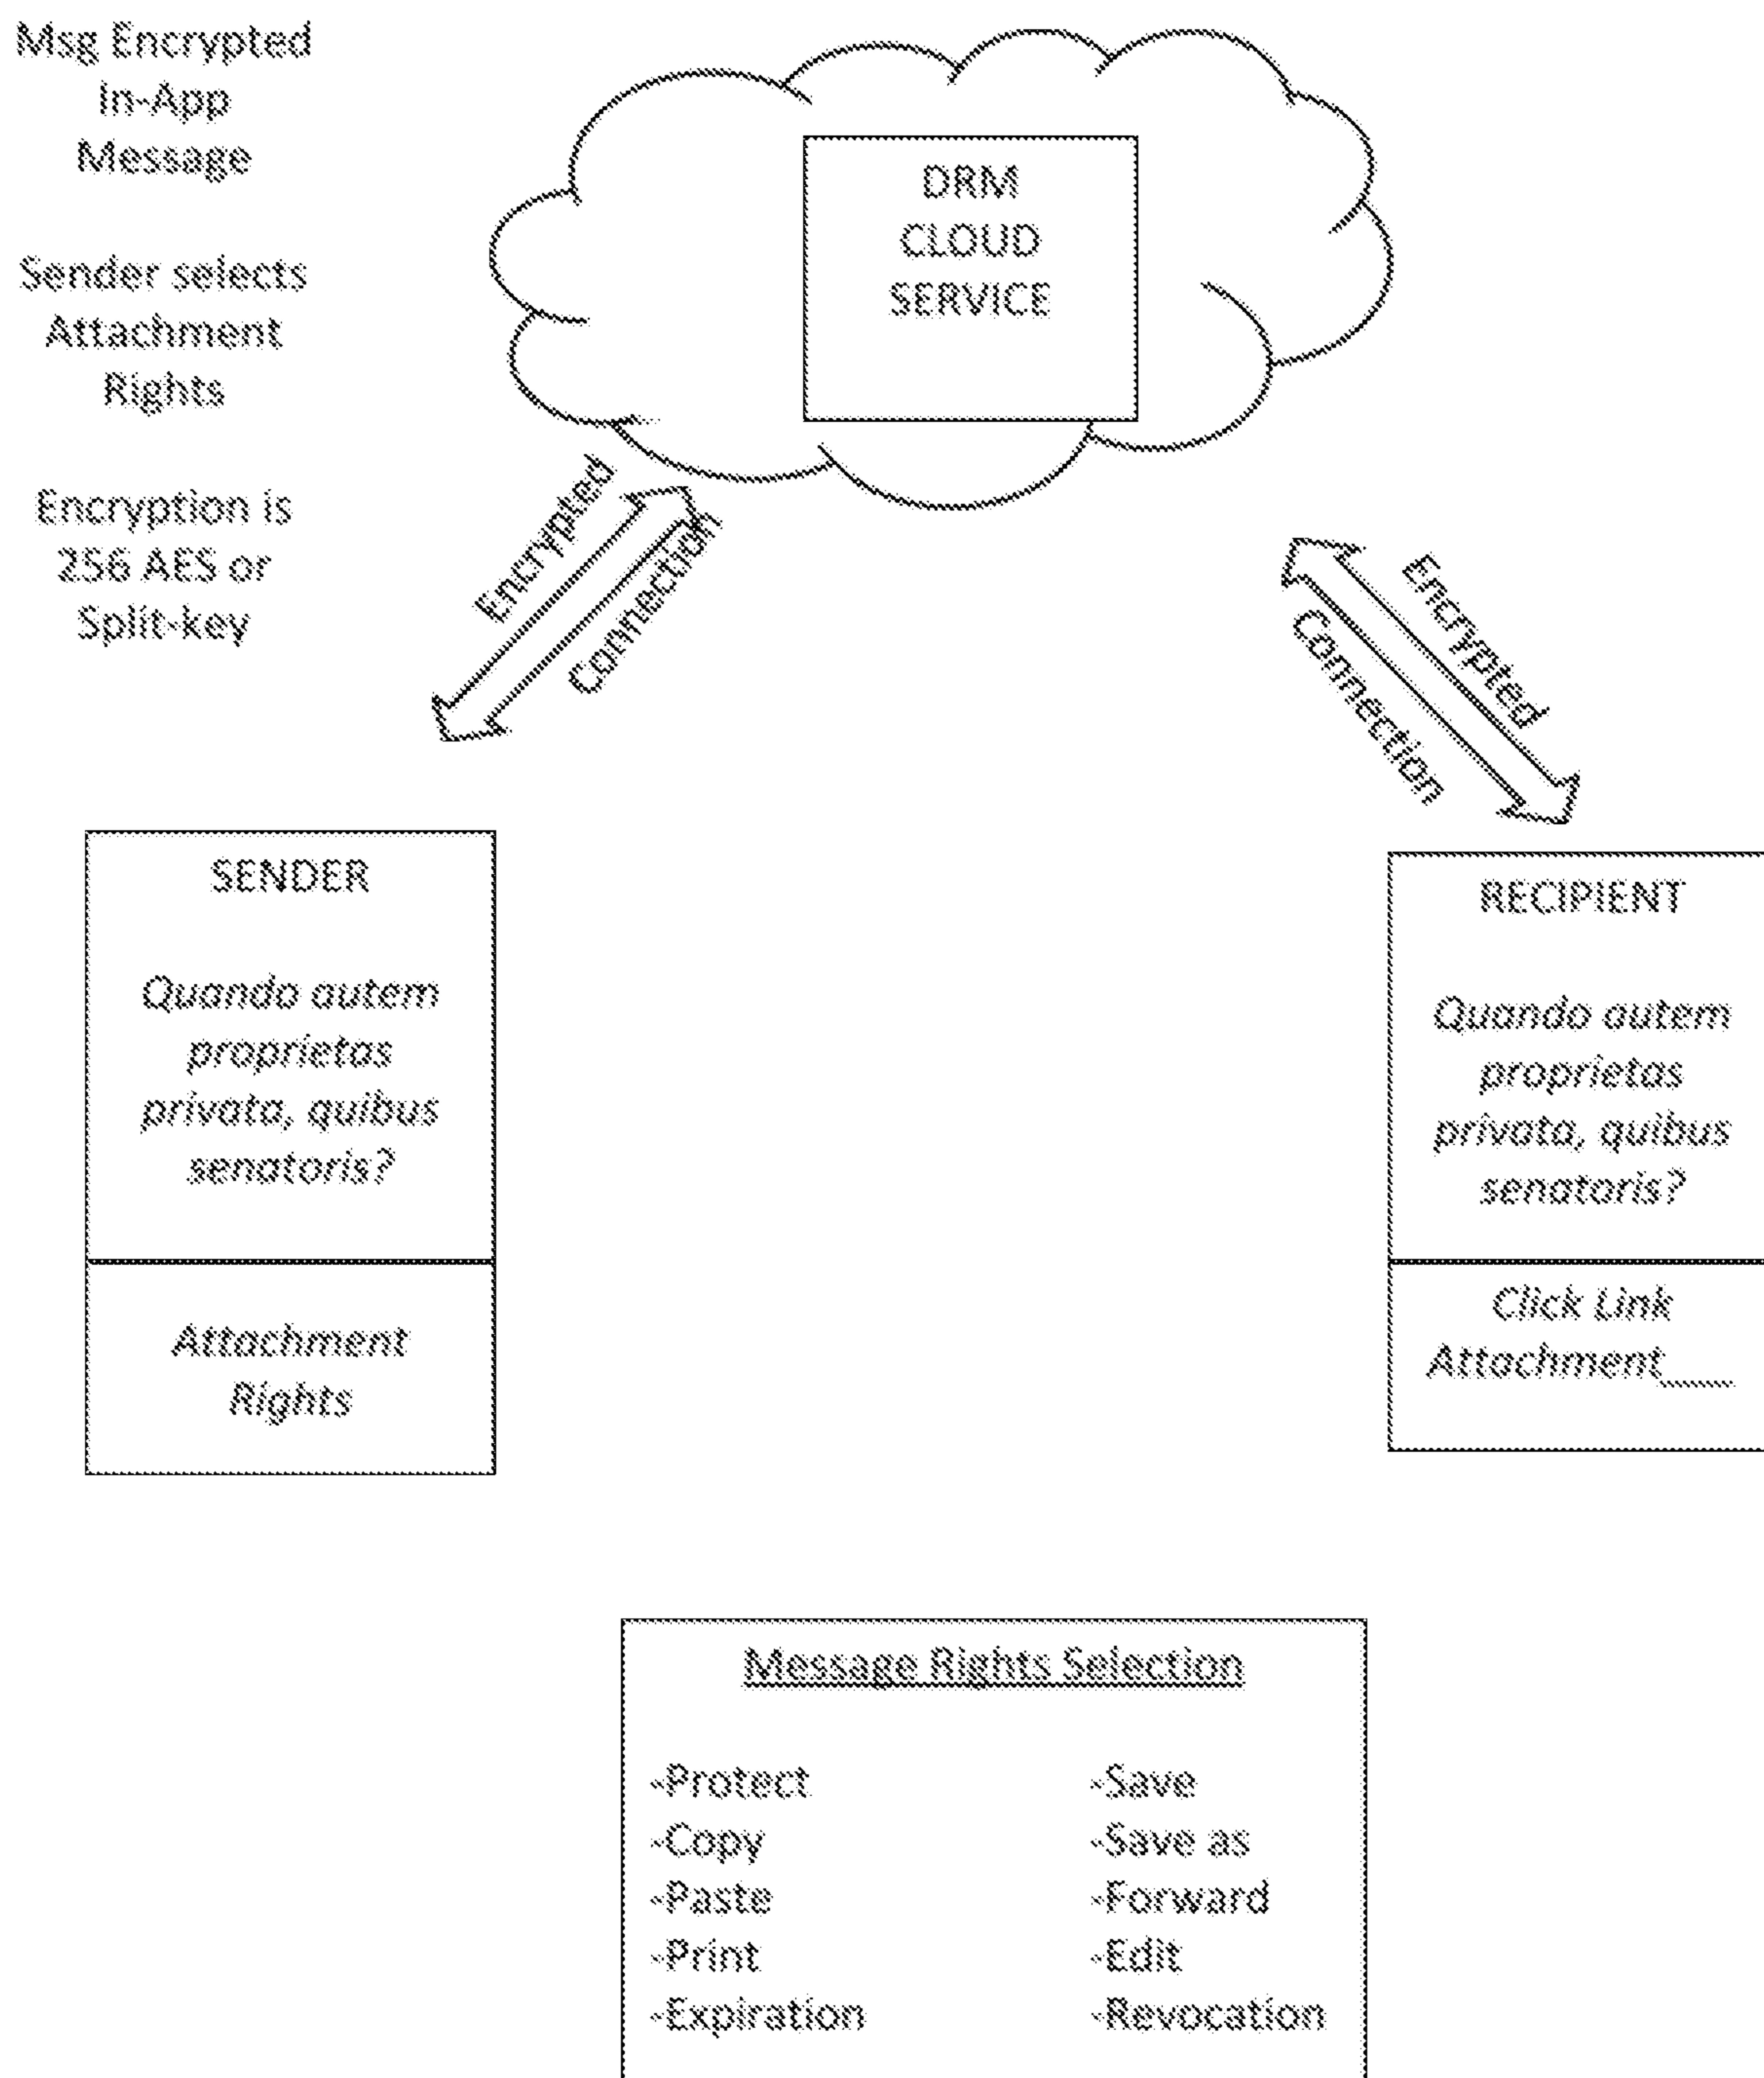 Msg Encrypted
In-App
Message
Sender selects
Attachment
Rights
Encryption is
256 AES or
Split-key
DRM
CLOUD
SERVICE
Encrypted
Connection
Encrypted
Connection
SENDER
Quando autem
proprietas
privata, quibus
senatoris?
Attachment
Rights
RECIPIENT
Quando autem
proprietas
privata, quibus
senatoris?
Click Link
Attachment____
Message Rights Selection
-Protect
-Copy
-Paste
-Print
-Expiration
-Save
-Save as
-Forward
-Edit
-Revocation